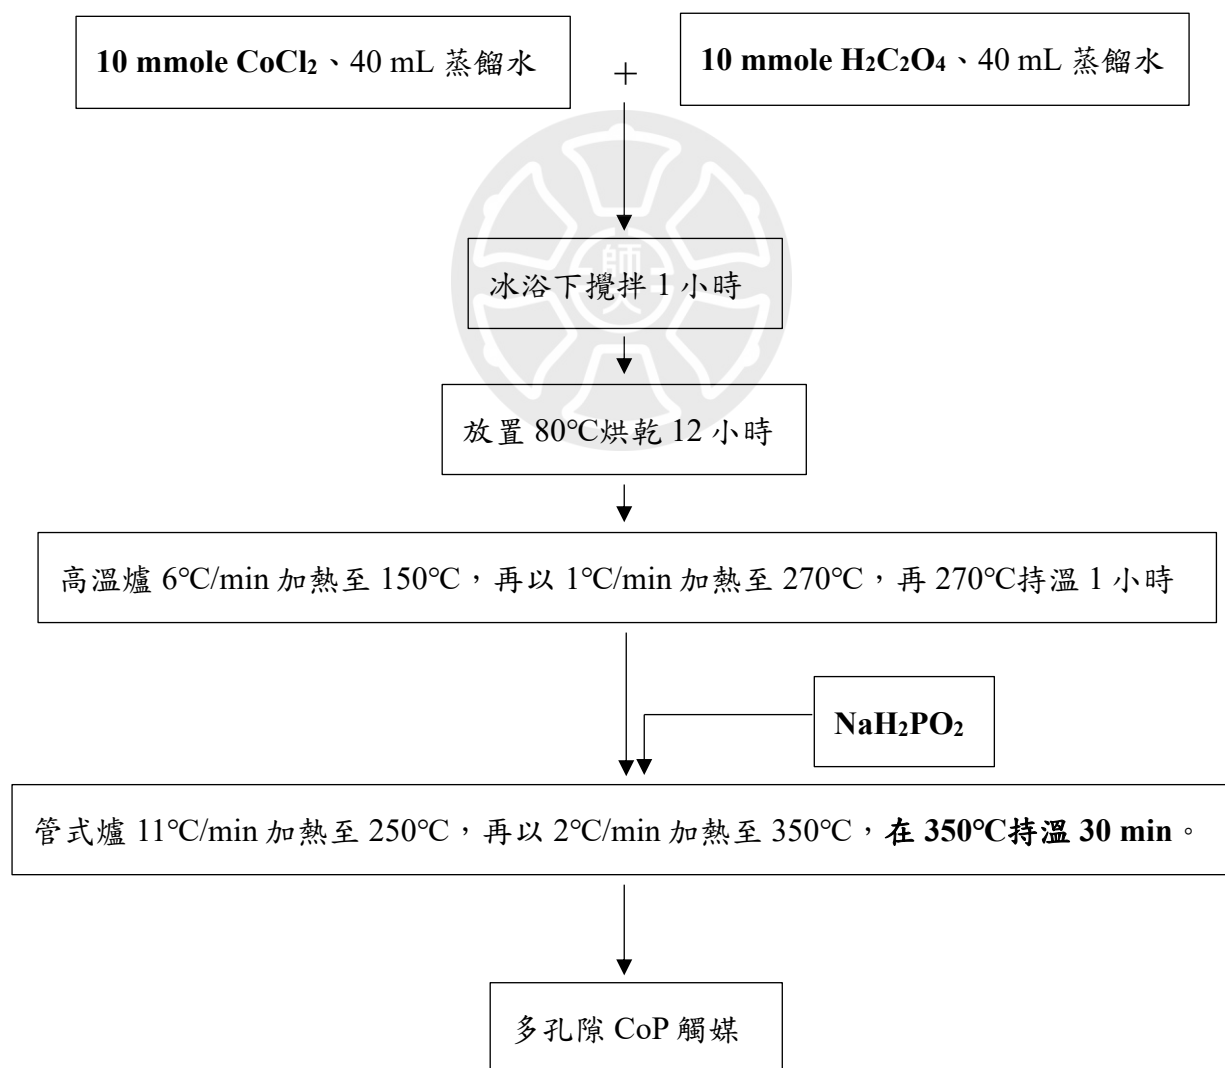 10 mmole CoCl₂、40 mL 蒸餾水
+
10 mmole H₂C₂O₄、40 mL 蒸餾水
師大
冰浴下攪拌 1 小時
放置 80℃烘乾 12 小時
高溫爐 6℃/min 加熱至 150℃，再以 1℃/min 加熱至 270℃，再 270℃持溫 1 小時
NaH₂PO₂
管式爐 11℃/min 加熱至 250℃，再以 2℃/min 加熱至 350℃，在 350℃持溫 30 min。
多孔隙 CoP 觸媒